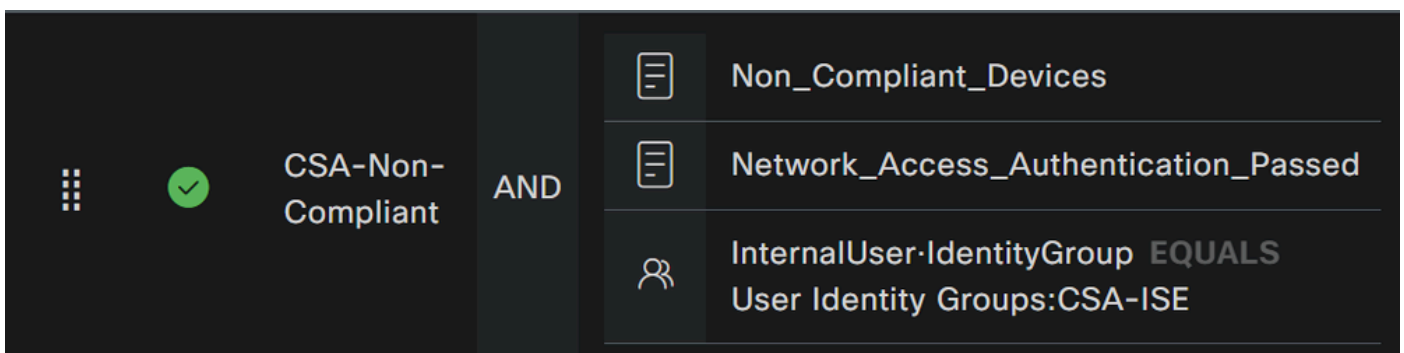 CSA-Non-
Compliant
AND
Non_Compliant_Devices
Network_Access_Authentication_Passed
InternalUser·IdentityGroup EQUALS
User Identity Groups:CSA-ISE